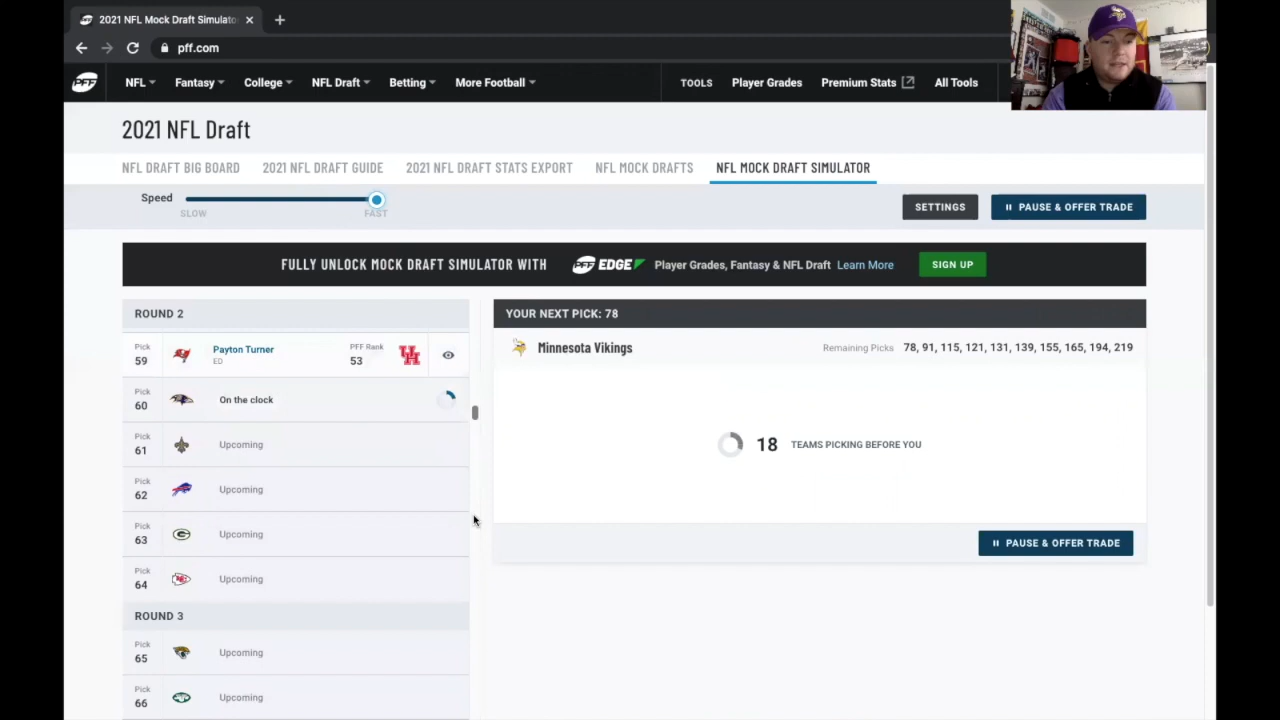 2021 NFL Mock Draft Simulato
pff.com
PFF
NFL
Fantasy
College
NFL Draft
Betting
More Football
TOOLS
Player Grades
Premium Stats
All Tools
2021 NFL Draft
NFL DRAFT BIG BOARD
2021 NFL DRAFT GUIDE
2021 NFL DRAFT STATS EXPORT
NFL MOCK DRAFTS
NFL MOCK DRAFT SIMULATOR
Speed
SLOW
FAST
SETTINGS
PAUSE & OFFER TRADE
FULLY UNLOCK MOCK DRAFT SIMULATOR WITH
PFF EDGE
Player Grades, Fantasy & NFL Draft Learn More
SIGN UP
ROUND 2
Pick
59
Payton Turner
ED
PFF Rank
53
UH
Pick
60
On the clock
Pick
61
Upcoming
Pick
62
Upcoming
Pick
63
Upcoming
Pick
64
Upcoming
ROUND 3
Pick
65
Upcoming
Pick
66
Upcoming
YOUR NEXT PICK: 78
Minnesota Vikings
Remaining Picks 78, 91, 115, 121, 131, 139, 155, 165, 194, 219
18 TEAMS PICKING BEFORE YOU
PAUSE & OFFER TRADE